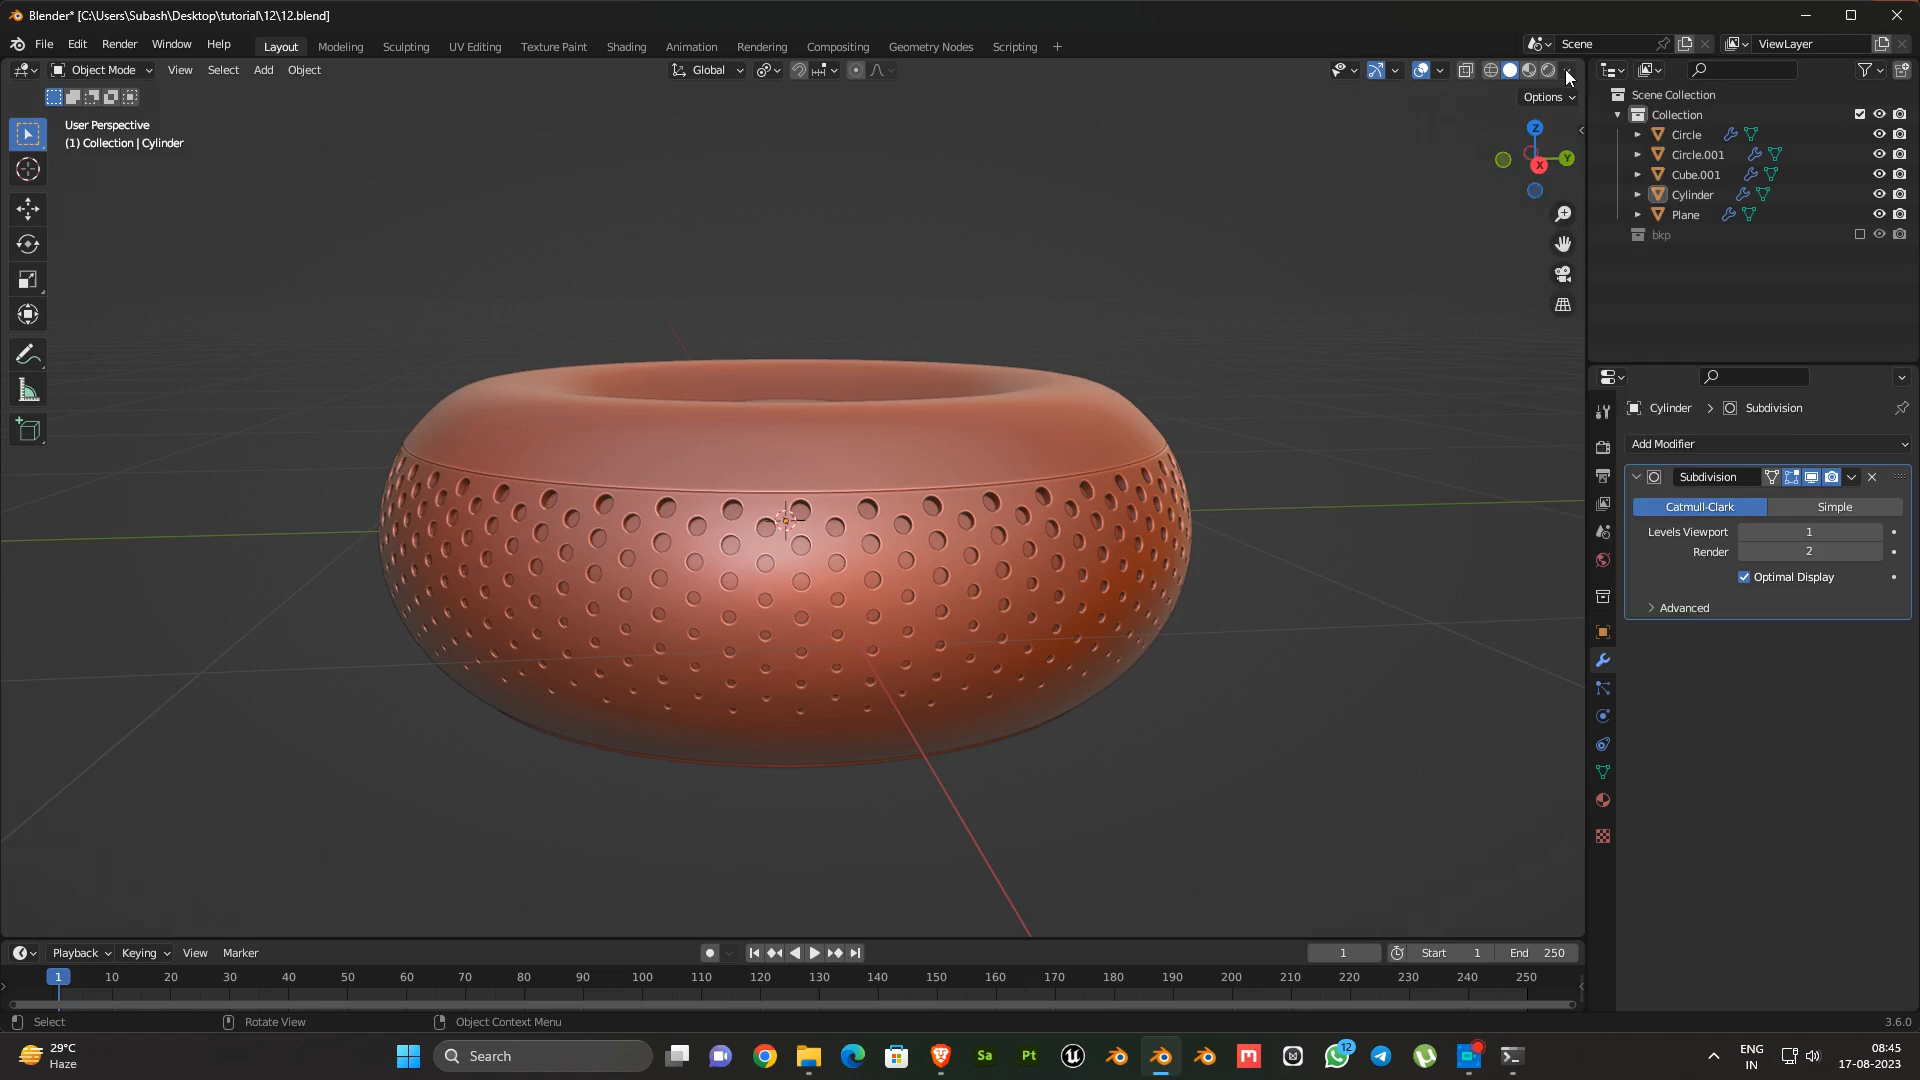 Blender* [C:\Users\Subash\Desktop\tutorial\12\12.blend]
File Edit Render Window Help Layout Modeling Sculpting UV Editing Texture Paint Shading Animation Rendering Compositing Geometry Nodes Scripting + Scene ViewLayer
Object Mode View Select Add Object Global
Options
User Perspective
(1) Collection | Cylinder
Z
Y
X
Scene Collection
Collection
Circle
Circle.001
Cube.001
Cylinder
Plane
bkp
Cylinder > Subdivision
Add Modifier
Subdivision
Catmull-Clark Simple
Levels Viewport 1
Render 2
Optimal Display
Advanced
Playback Keying View Marker 1 Start 1 End 250
1 10 20 30 40 50 60 70 80 90 100 110 120 130 140 150 160 170 180 190 200 210 220 230 240 250
Select Rotate View Object Context Menu 3.6.0
29°C
Haze
Search
Sa
Pt
12
ENG
IN
08:45
17-08-2023